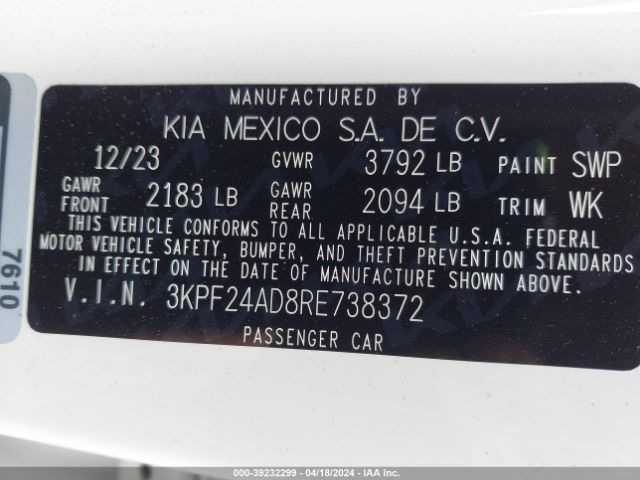 MANUFACTURED BY
KIA MEXICO S.A. DE C.V.
12/23 GVWR 3792 LB PAINT SWP
GAWR FRONT 2183 LB GAWR REAR 2094 LB TRIM WK
THIS VEHICLE CONFORMS TO ALL APPLICABLE U.S.A. FEDERAL
MOTOR VEHICLE SAFETY, BUMPER, AND THEFT PREVENTION STANDARDS
IN EFFECT ON THE DATE OF MANUFACTURE SHOWN ABOVE.
V.I.N. 3KPF24AD8RE738372
PASSENGER CAR
7610
000-39232299 - 04/18/2024 - IAAI.CA